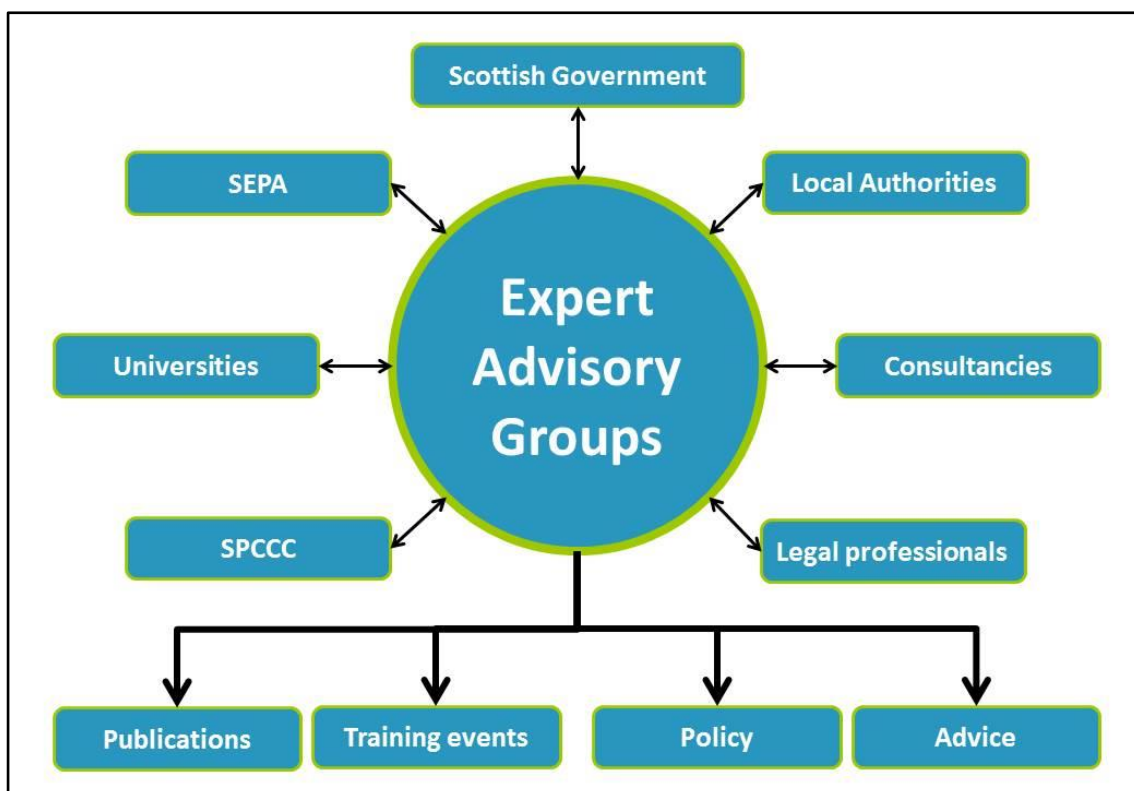 Scottish Government
SEPA
Local Authorities
Expert
Advisory
Groups
Universities
Consultancies
SPCCC
Legal professionals
Publications
Training events
Policy
Advice